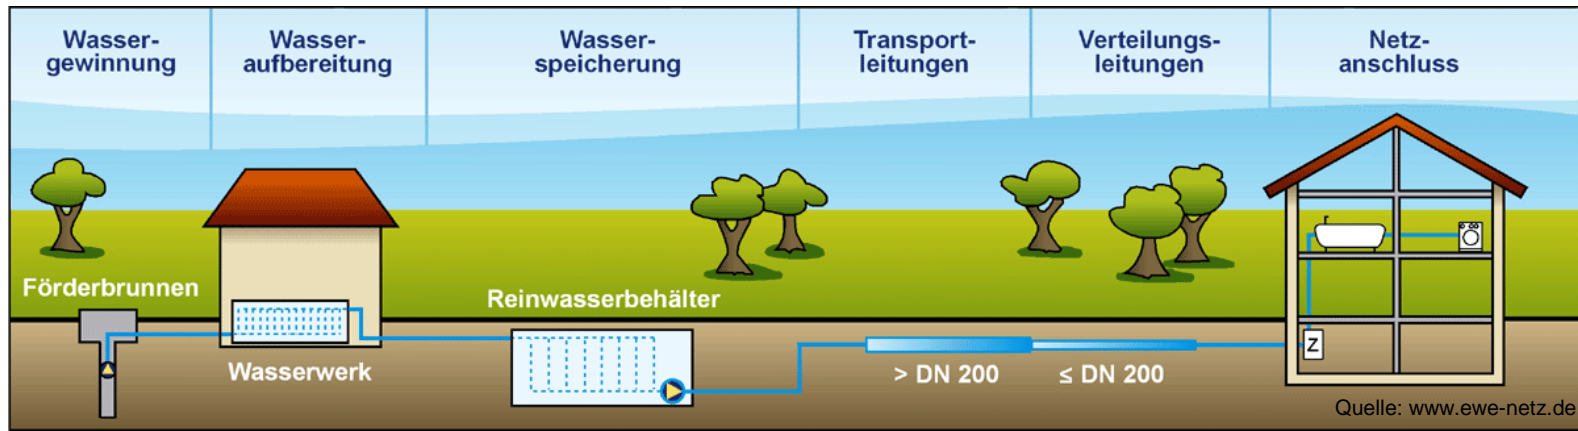 Wasser-
gewinnung
Wasser-
aufbereitung
Wasser-
speicherung
Transport-
leitungen
Verteilungs-
leitungen
Netz-
anschluss
Förderbrunnen
Wasserwerk
Reinwasserbehälter
> DN 200
≤ DN 200
Z
Quelle: www.ewe-netz.de